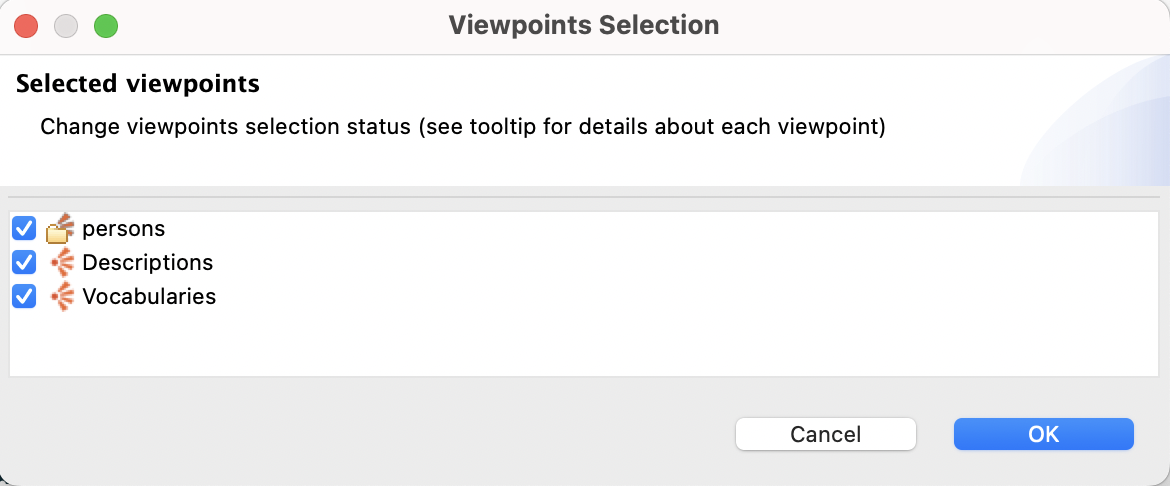 Viewpoints Selection
Selected viewpoints
Change viewpoints selection status (see tooltip for details about each viewpoint)
persons
Descriptions
Vocabularies
Cancel OK